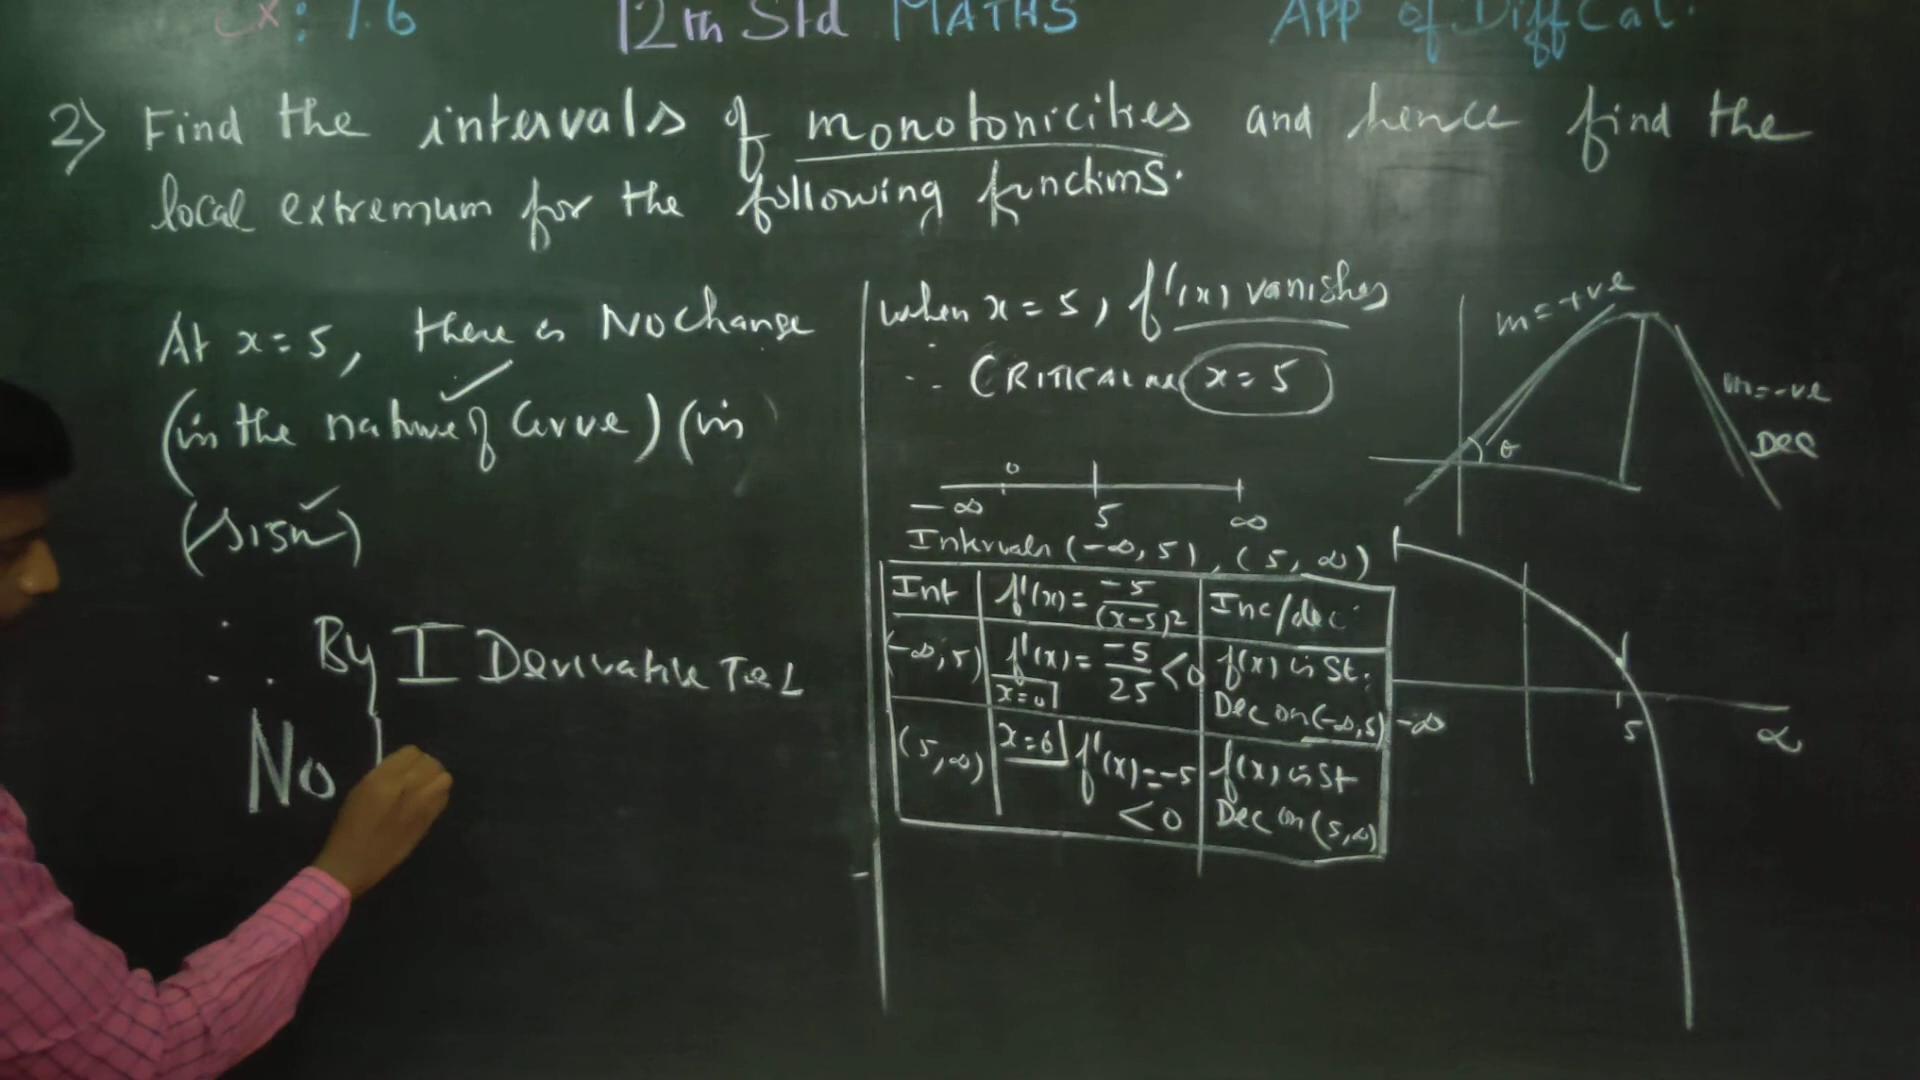 Ex: 7.6 12th Std MATHS APP of Diff Cal.
2) Find the intervals of monotonicities and hence find the
local extremum for the following functions.
At x = 5, there is No Change
(in the nature of Curve) (in
(sign)
∴ By I Derivative Test
No
when x = 5, f'(x) vanishes
∴ CRITICAL x = 5
0
-∞ 5 ∞
Intervals (-∞, 5), (5, ∞)
Int f'(x) = -5/(x-5)² Inc/dec
(-∞, 5) f'(x) = -5/25 < 0 f(x) is St.
x=0 Dec on (-∞, 5)
(5, ∞) x=6 f'(x) = -5 f(x) is St
< 0 Dec on (5, ∞)
m=+ve
m=-ve
θ DEC
-∞ 5 ∞